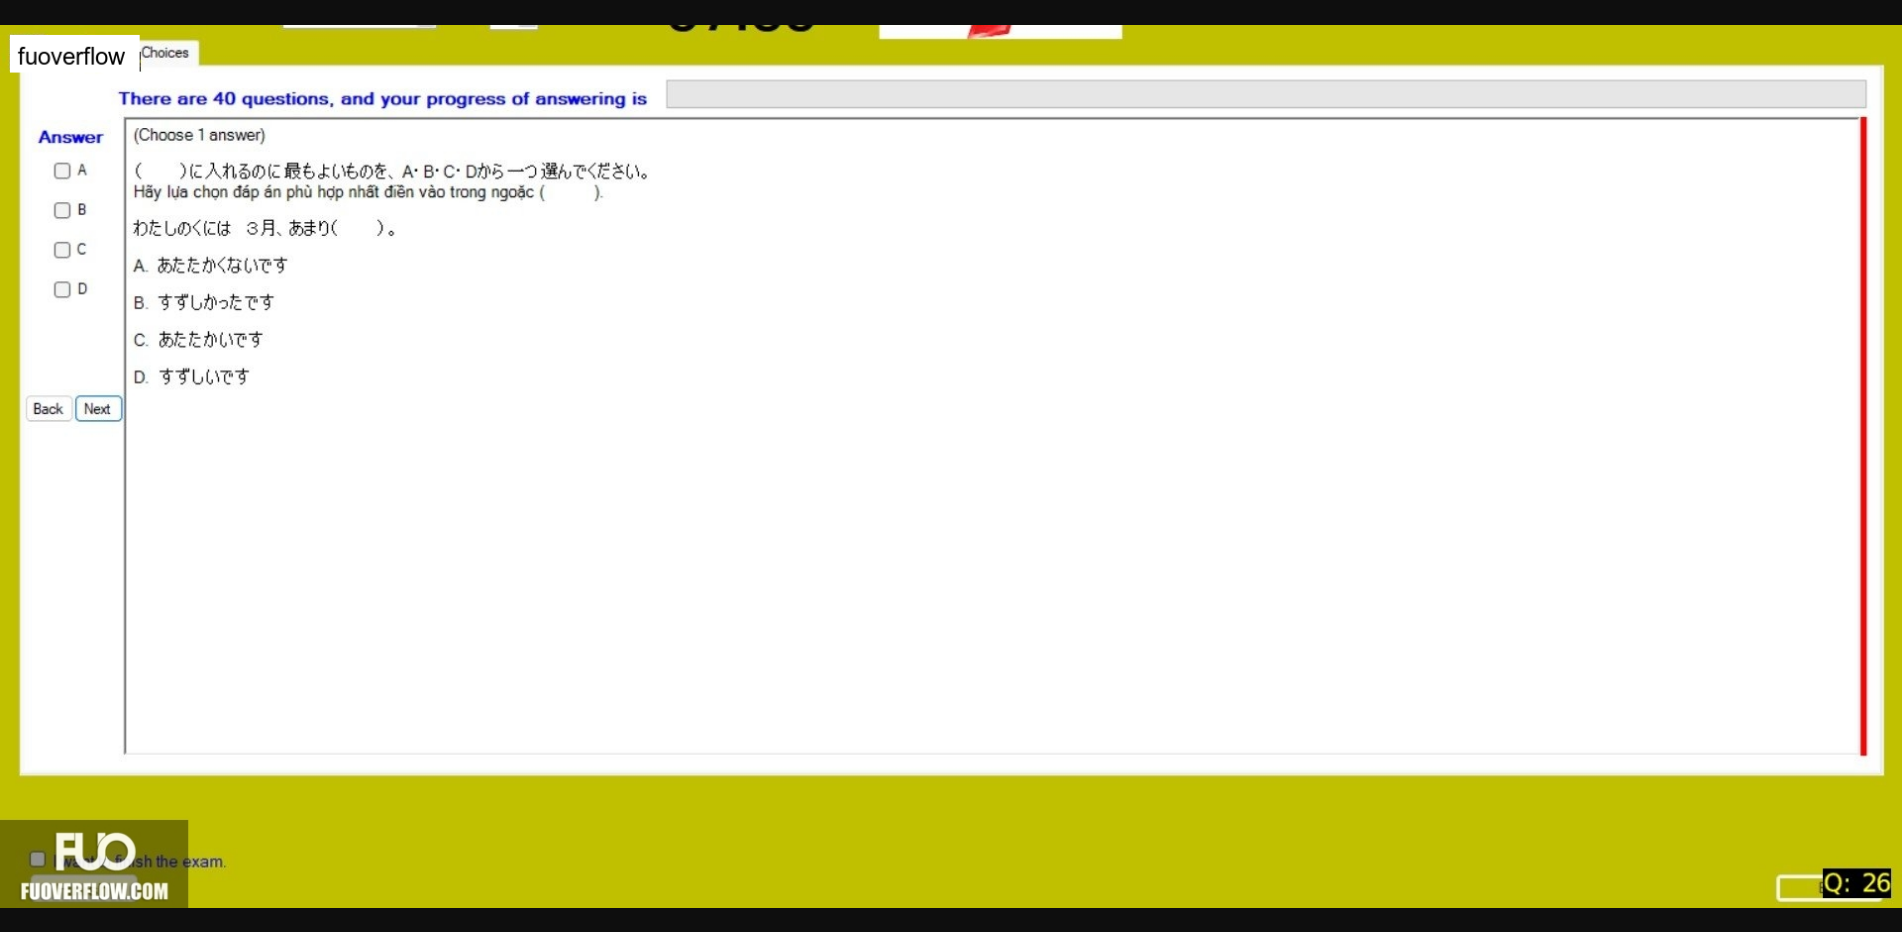 fuoverflow
Choices
There are 40 questions, and your progress of answering is
Answer
(Choose 1 answer)
A
(　　)に入れるのに最もよいものを、A・B・C・Dから一つ選んでください。
Hãy lựa chọn đáp án phù hợp nhất điền vào trong ngoặc (　　).
B
わたしのくには　３月、あまり(　　)。
C
A. あたたかくないです
D
B. すずしかったです
C. あたたかいです
D. すずしいです
Back Next
FUO
the exam.
FUOVERFLOW.COM
Q: 26